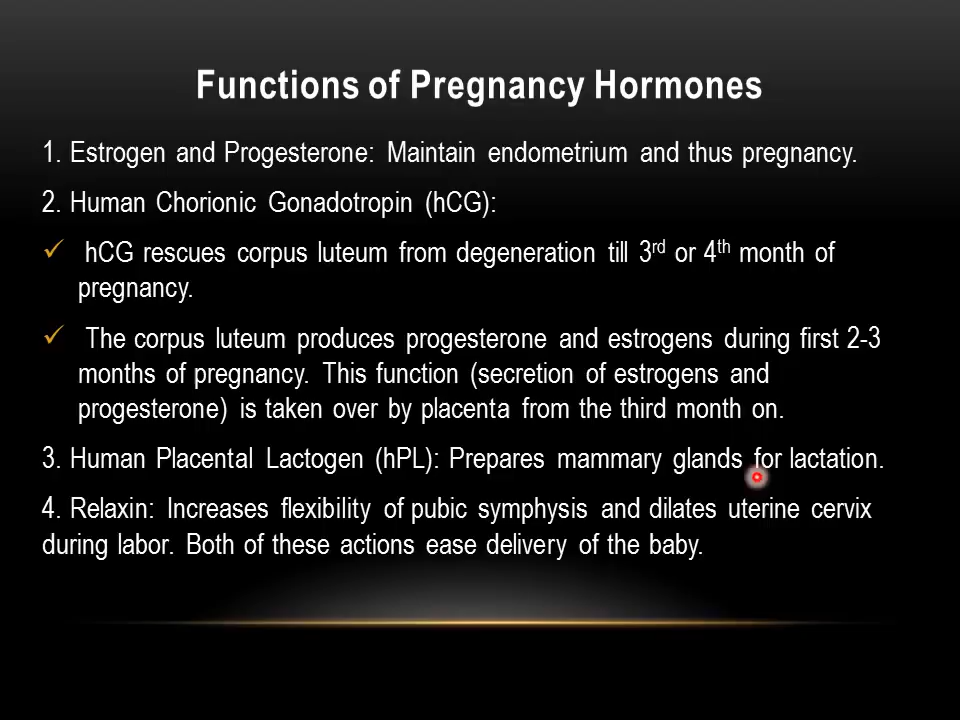 Functions of Pregnancy Hormones
1. Estrogen and Progesterone: Maintain endometrium and thus pregnancy.
2. Human Chorionic Gonadotropin (hCG):
✓ hCG rescues corpus luteum from degeneration till 3rd or 4th month of
pregnancy.
✓ The corpus luteum produces progesterone and estrogens during first 2-3
months of pregnancy. This function (secretion of estrogens and
progesterone) is taken over by placenta from the third month on.
3. Human Placental Lactogen (hPL): Prepares mammary glands for lactation.
4. Relaxin: Increases flexibility of pubic symphysis and dilates uterine cervix
during labor. Both of these actions ease delivery of the baby.